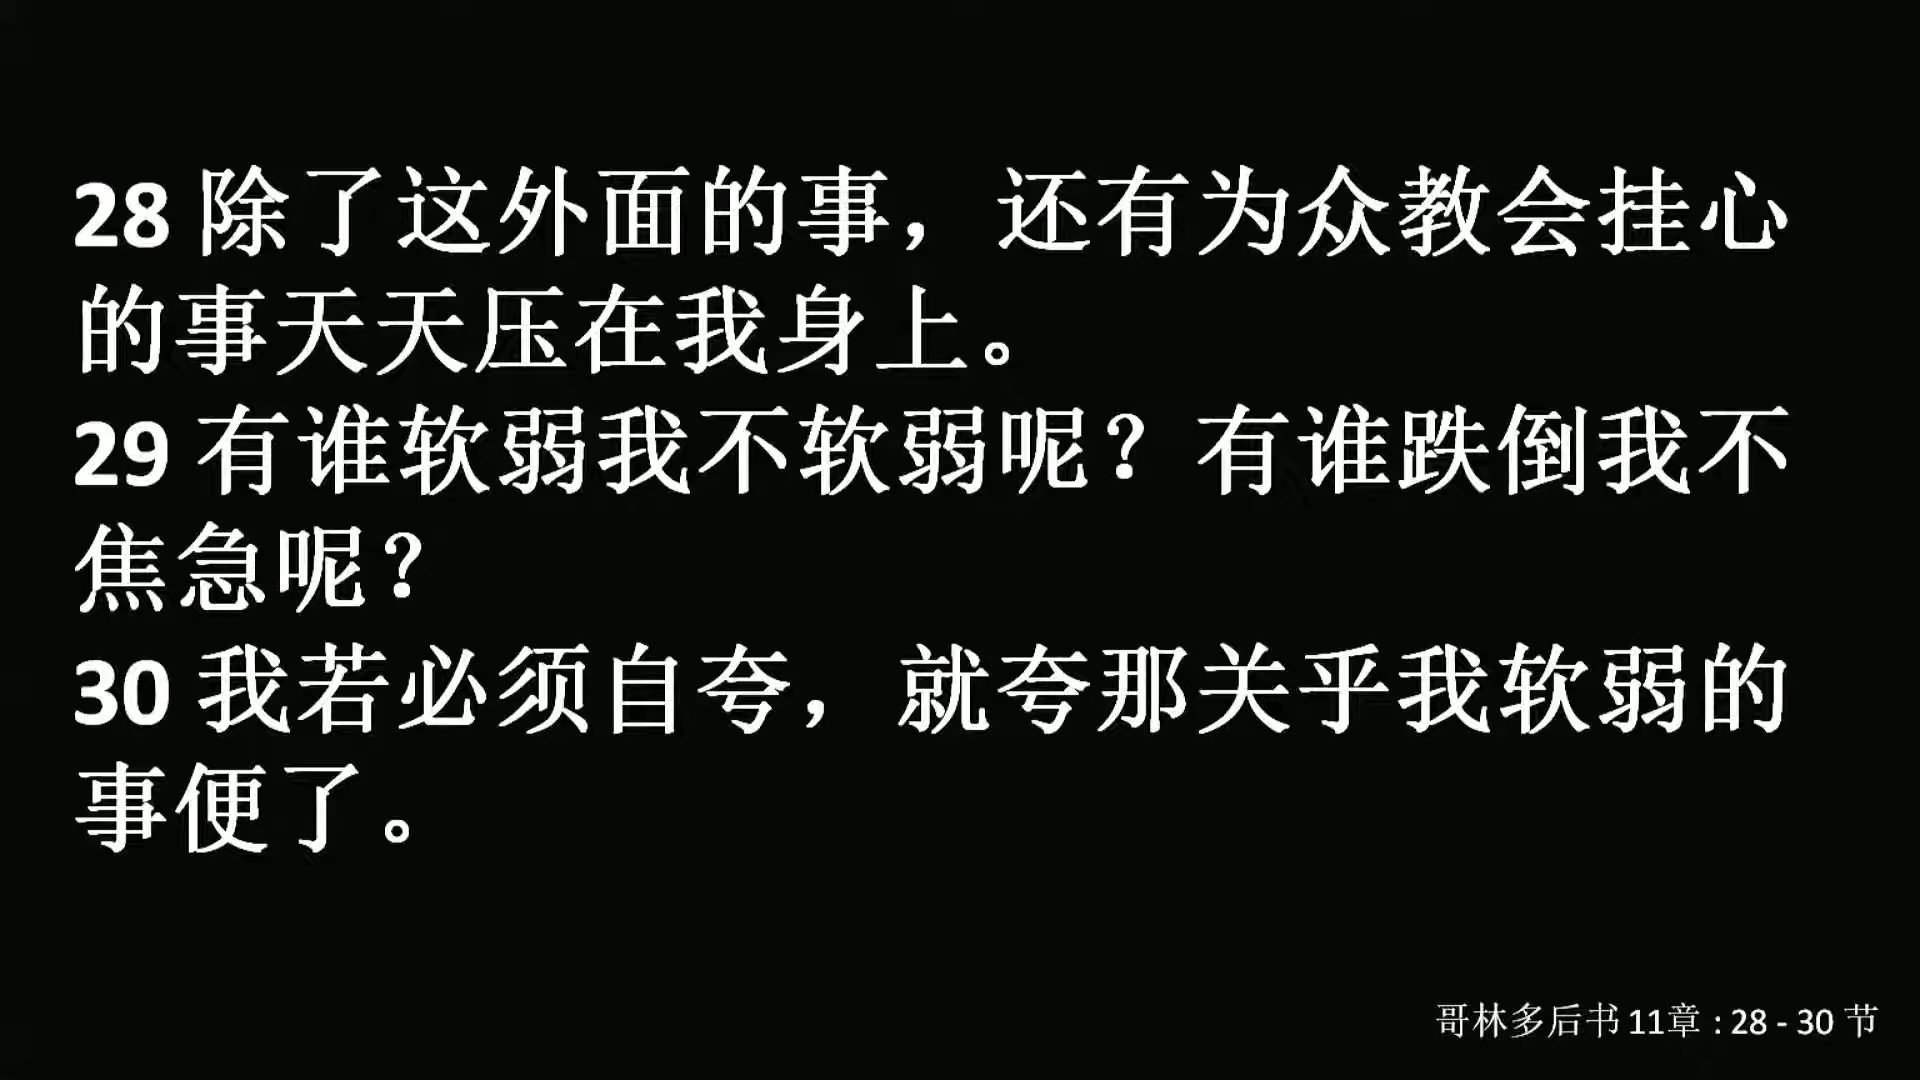 28 除了这外面的事，还有为众教会挂心
的事天天压在我身上。
29 有谁软弱我不软弱呢？有谁跌倒我不
焦急呢？
30 我若必须自夸，就夸那关乎我软弱的
事便了。
哥林多后书 11章 : 28 - 30 节